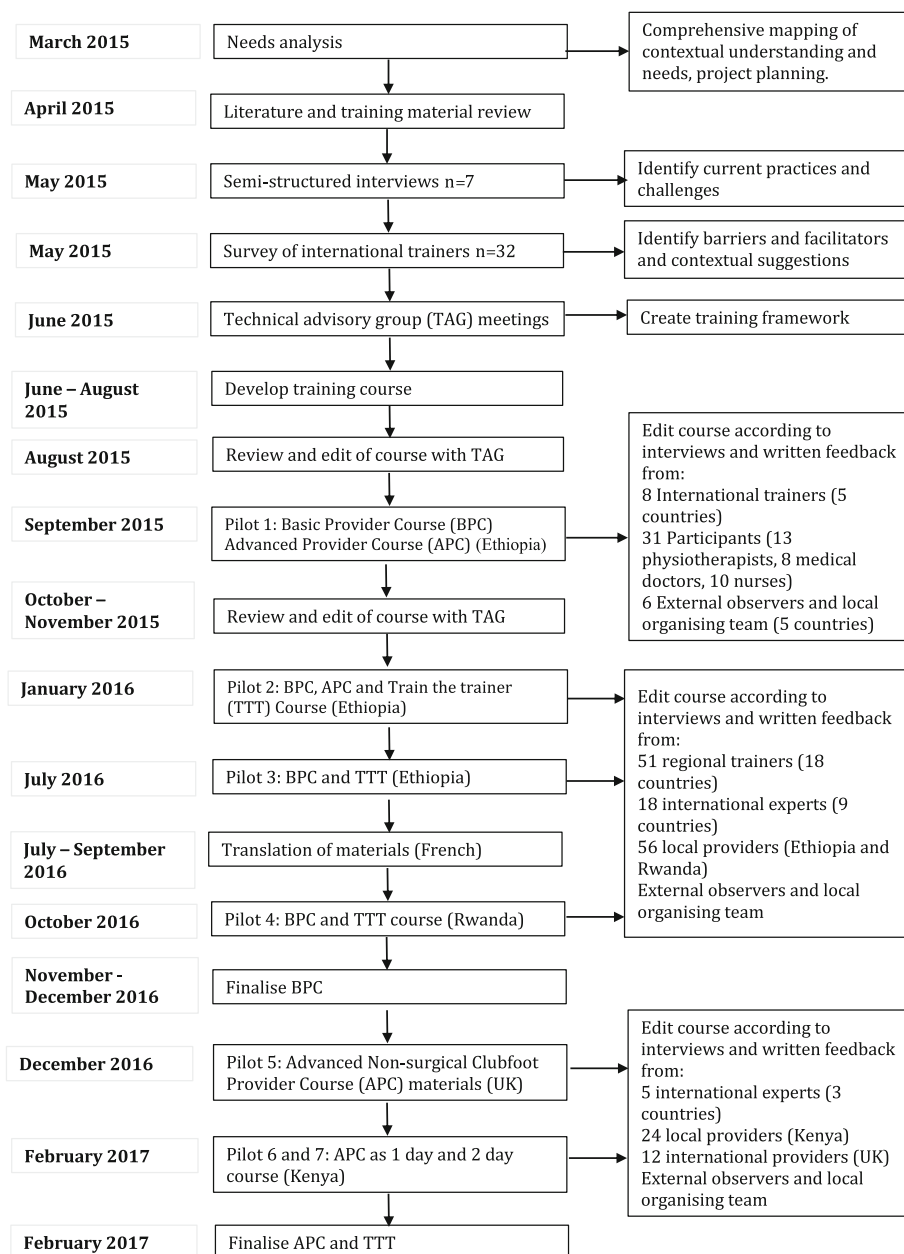 March 2015
Needs analysis
Comprehensive mapping of
contextual understanding and
needs, project planning.
April 2015
Literature and training material review
May 2015
Semi-structured interviews n=7
Identify current practices and
challenges
May 2015
Survey of international trainers n=32
Identify barriers and facilitators
and contextual suggestions
June 2015
Technical advisory group (TAG) meetings
Create training framework
June – August
2015
Develop training course
August 2015
Review and edit of course with TAG
September 2015
Pilot 1: Basic Provider Course (BPC)
Advanced Provider Course (APC) (Ethiopia)
Edit course according to
interviews and written feedback
from:
8 International trainers (5
countries)
31 Participants (13
physiotherapists, 8 medical
doctors, 10 nurses)
6 External observers and local
organising team (5 countries)
October –
November 2015
Review and edit of course with TAG
January 2016
Pilot 2: BPC, APC and Train the trainer
(TTT) Course (Ethiopia)
July 2016
Pilot 3: BPC and TTT (Ethiopia)
July – September
2016
Translation of materials (French)
October 2016
Pilot 4: BPC and TTT course (Rwanda)
Edit course according to
interviews and written feedback
from:
51 regional trainers (18
countries)
18 international experts (9
countries)
56 local providers (Ethiopia and
Rwanda)
External observers and local
organising team
November -
December 2016
Finalise BPC
December 2016
Pilot 5: Advanced Non-surgical Clubfoot
Provider Course (APC) materials (UK)
February 2017
Pilot 6 and 7: APC as 1 day and 2 day
course (Kenya)
Edit course according to
interviews and written feedback
from:
5 international experts (3
countries)
24 local providers (Kenya)
12 international providers (UK)
External observers and local
organising team
February 2017
Finalise APC and TTT